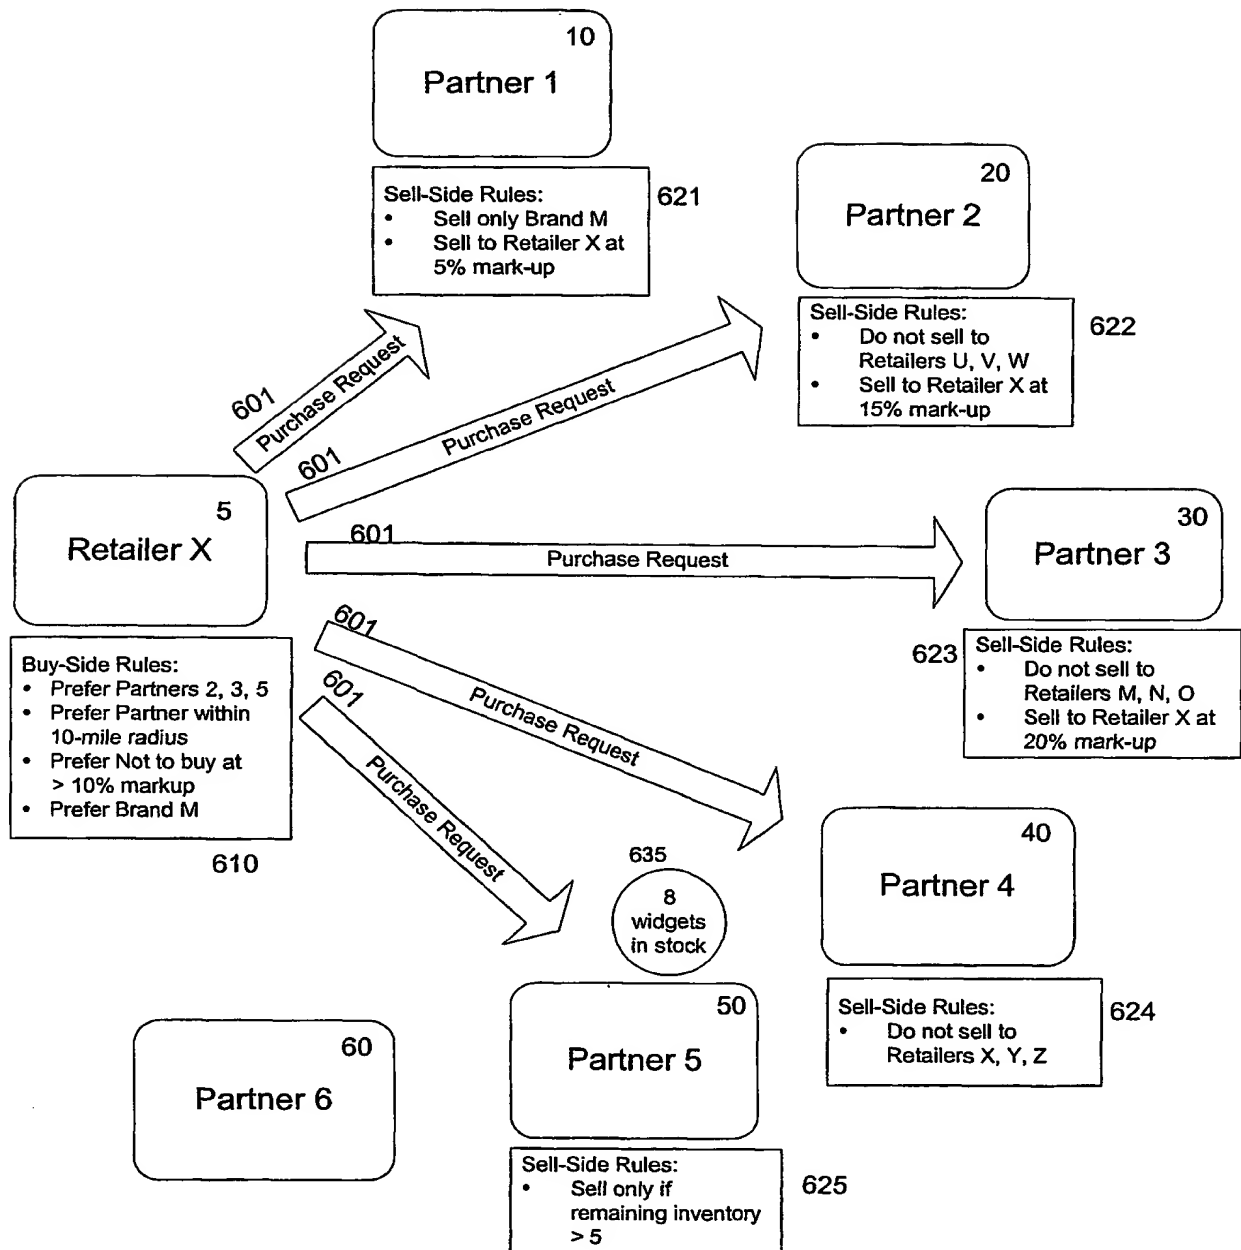 10
Partner 1
Sell-Side Rules:
• Sell only Brand M
• Sell to Retailer X at
5% mark-up
621
20
Partner 2
Sell-Side Rules:
• Do not sell to
Retailers U, V, W
• Sell to Retailer X at
15% mark-up
622
601
Purchase Request
601
Purchase Request
5
Retailer X
601
Purchase Request
30
Partner 3
Buy-Side Rules:
• Prefer Partners 2, 3, 5
• Prefer Partner within
10-mile radius
• Prefer Not to buy at
> 10% markup
• Prefer Brand M
610
601
Purchase Request
601
Purchase Request
623
Sell-Side Rules:
• Do not sell to
Retailers M, N, O
• Sell to Retailer X at
20% mark-up
635
8
widgets
in stock
40
Partner 4
Sell-Side Rules:
• Do not sell to
Retailers X, Y, Z
624
50
Partner 5
60
Partner 6
Sell-Side Rules:
• Sell only if
remaining inventory
> 5
625